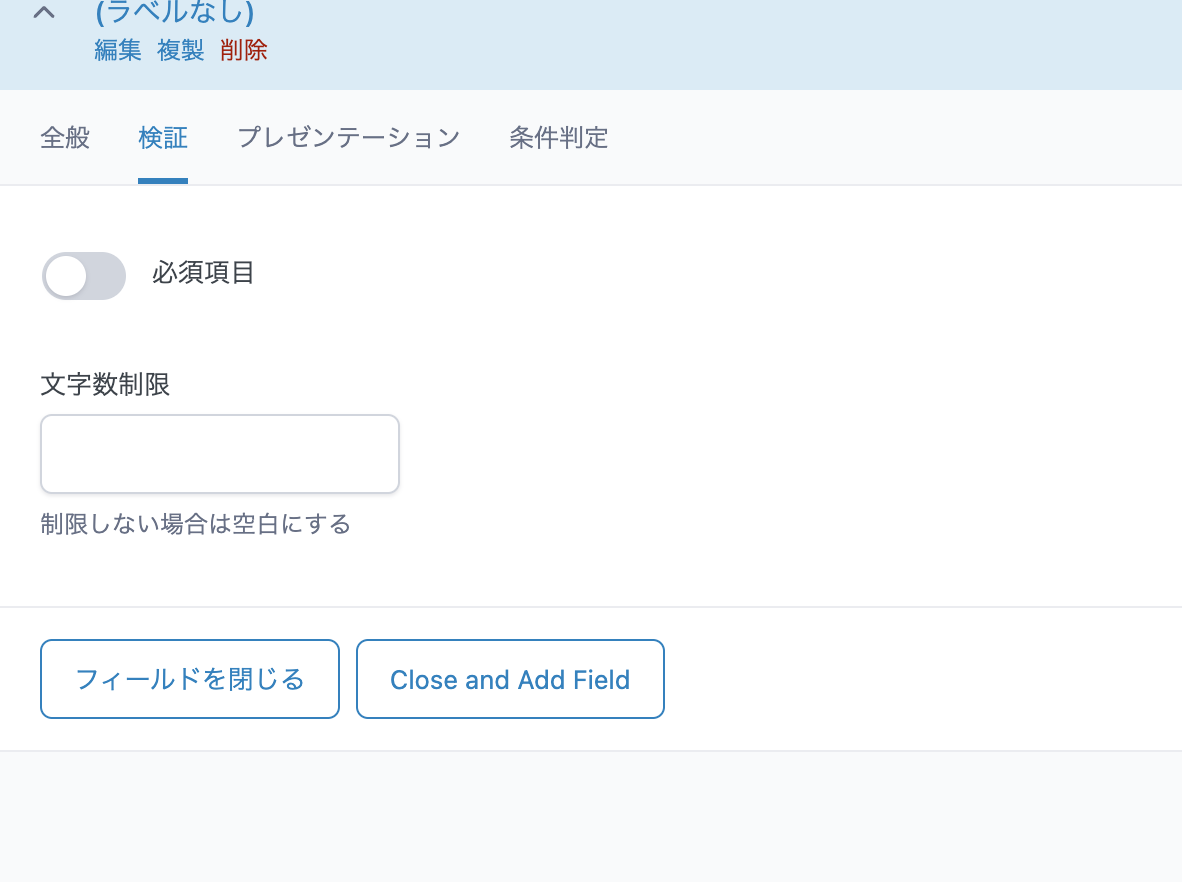 (ラベルなし)
編集 複製 削除
全般 検証 プレゼンテーション 条件判定
必須項目
文字数制限
制限しない場合は空白にする
フィールドを閉じる Close and Add Field